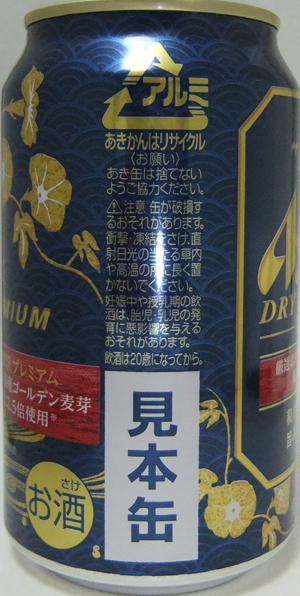 アルミ
あきかんはリサイクル
〈お願い〉
あき缶は捨てない
ようご協力ください。
⚠注意 缶が破損す
るおそれがあります。
衝撃・凍結をさけ、直
射日光の当たる車内
や高温の所に長く置
かないでください。
妊娠中や授乳期の飲
酒は、胎児・乳児の発
育に悪影響を与える
おそれがあります。
飲酒は20歳になってから。
見本缶
MIUM
プレミアム
ゴールデン麦芽
1.5倍使用※
さけ
お酒
DRY